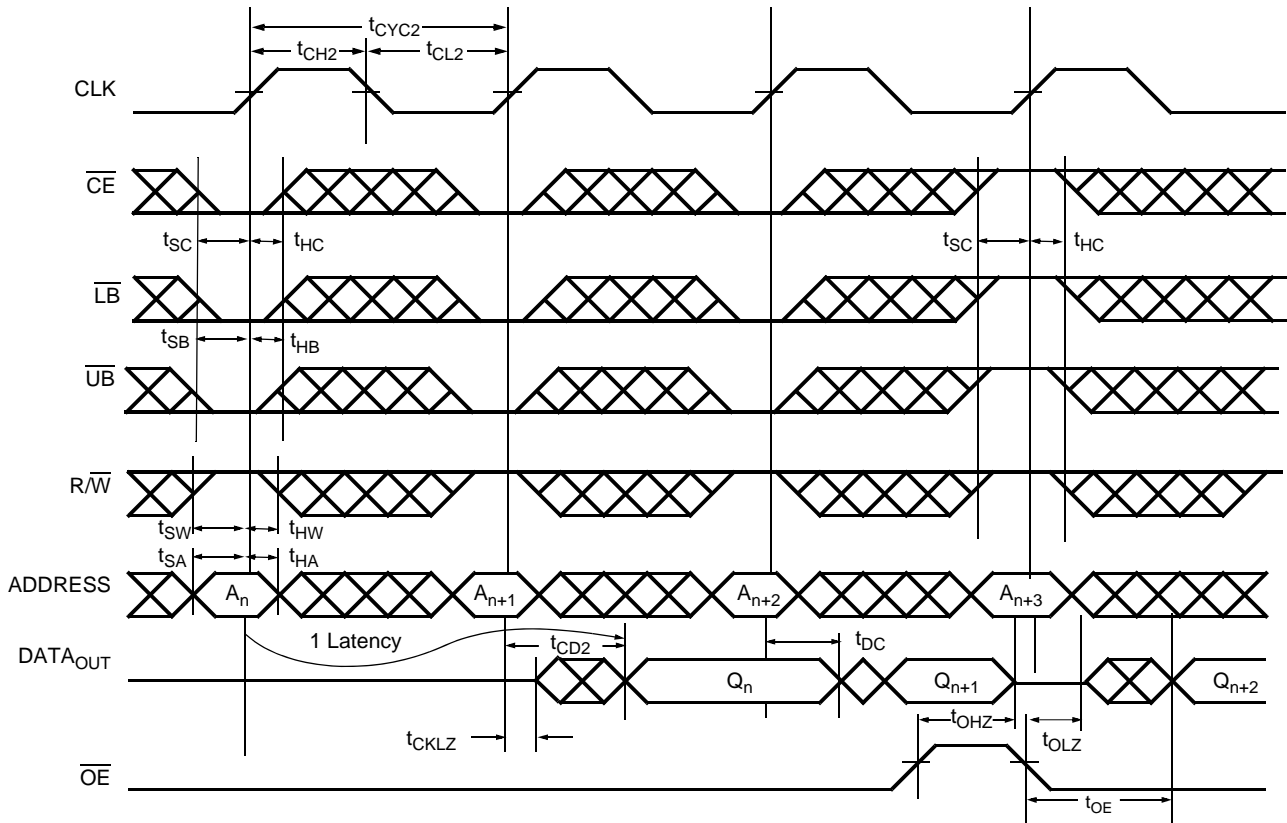 tCYC2
tCH2 tCL2
CLK
CE
tSC tHC tSC tHC
LB
tSB tHB
UB
R/W
tSW tHW
tSA tHA
ADDRESS An An+1 An+2 An+3
1 Latency tCD2 tDC
DATAOUT Qn Qn+1 Qn+2
tOHZ
tCKLZ tOLZ
OE
tOE